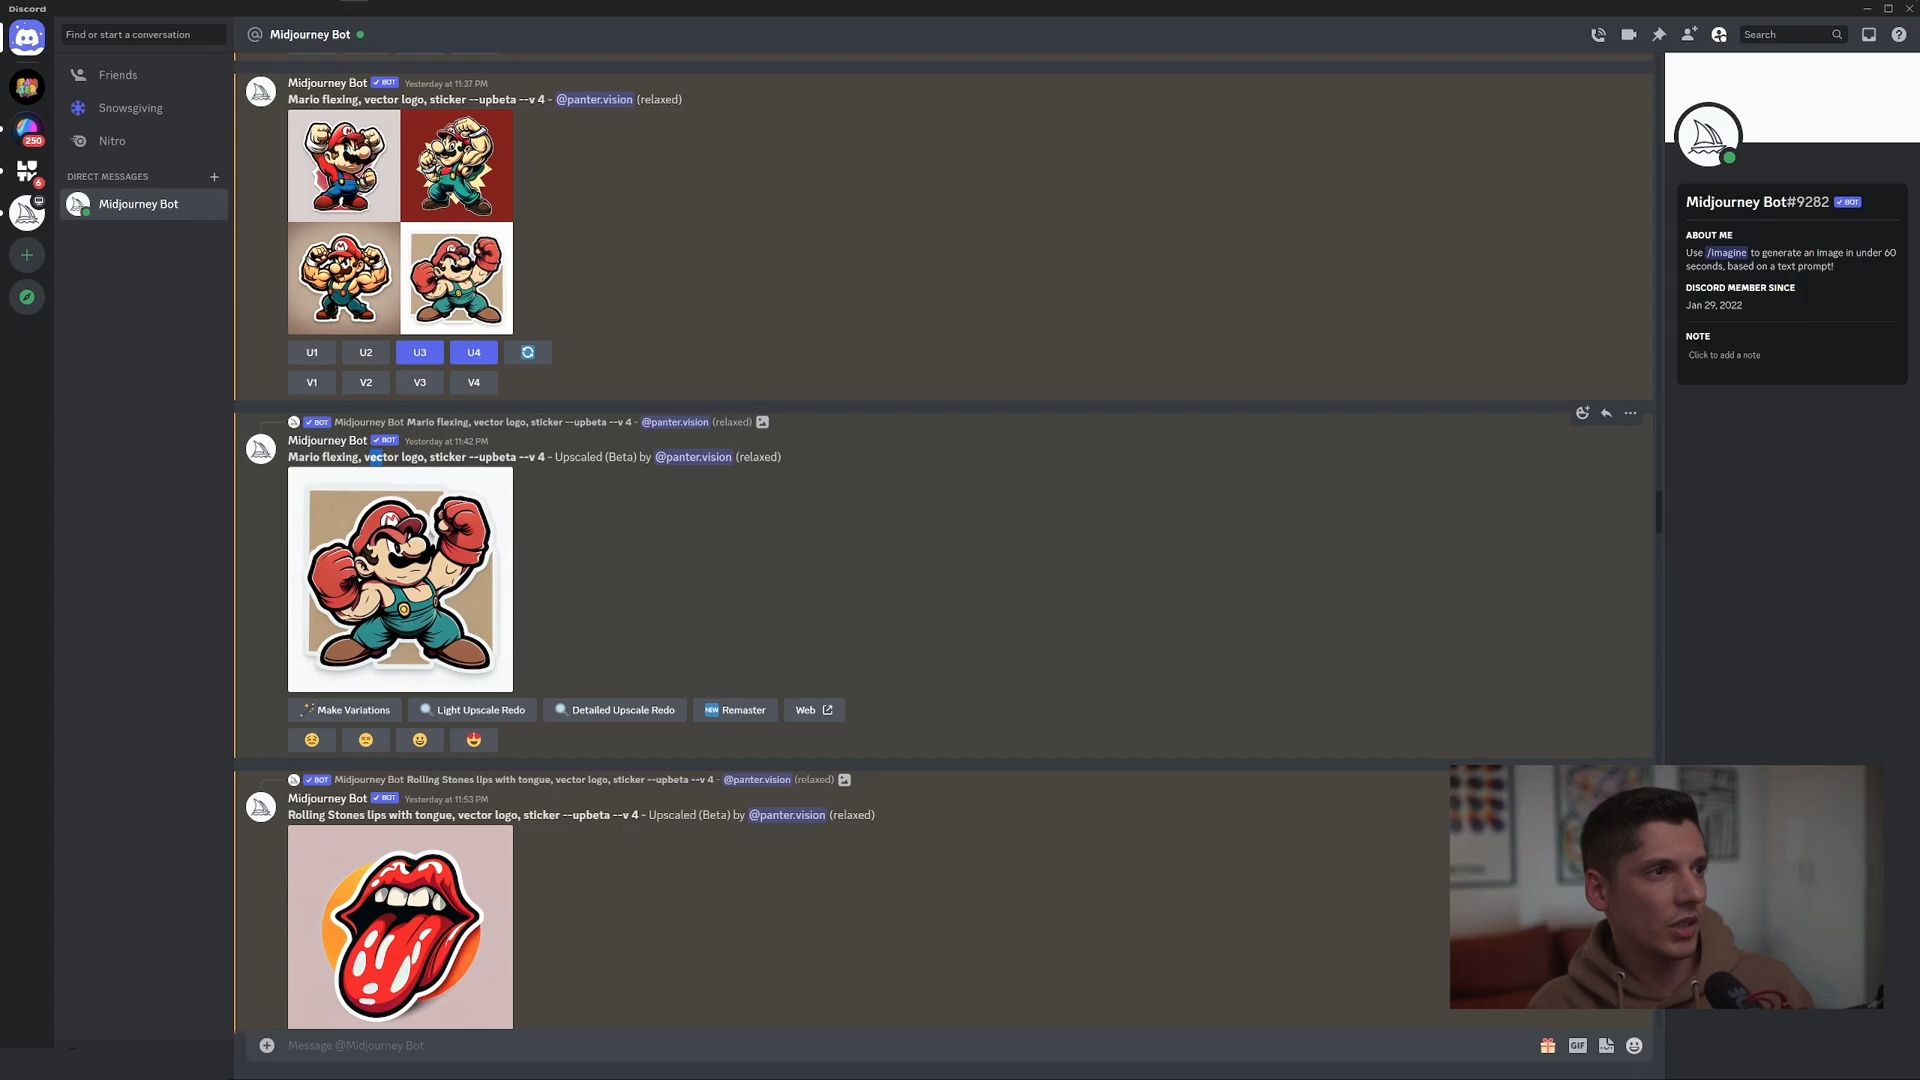 Discord
Find or start a conversation
Midjourney Bot
Search
Friends
Snowsgiving
Nitro
DIRECT MESSAGES
Midjourney Bot
250
6
Midjourney Bot BOT Yesterday at 11:37 PM
Mario flexing, vector logo, sticker --upbeta --v 4 - @panter.vision (relaxed)
U1 U2 U3 U4
V1 V2 V3 V4
BOT Midjourney Bot Mario flexing, vector logo, sticker --upbeta --v 4 - @panter.vision (relaxed)
Midjourney Bot BOT Yesterday at 11:42 PM
Mario flexing, vector logo, sticker --upbeta --v 4 - Upscaled (Beta) by @panter.vision (relaxed)
M
Make Variations Light Upscale Redo Detailed Upscale Redo NEW Remaster Web
BOT Midjourney Bot Rolling Stones lips with tongue, vector logo, sticker --upbeta --v 4 - @panter.vision (relaxed)
Midjourney Bot BOT Yesterday at 11:53 PM
Rolling Stones lips with tongue, vector logo, sticker --upbeta --v 4 - Upscaled (Beta) by @panter.vision (relaxed)
Message @Midjourney Bot
GIF
Midjourney Bot#9282 BOT
ABOUT ME
Use /imagine to generate an image in under 60
seconds, based on a text prompt!
DISCORD MEMBER SINCE
Jan 29, 2022
NOTE
Click to add a note